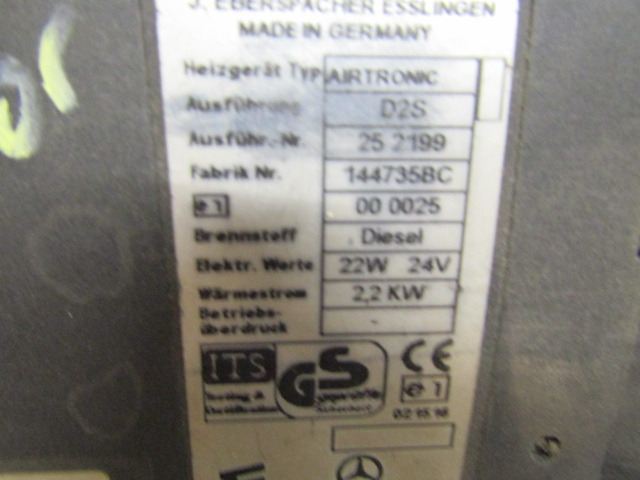 J. EBERSPÄCHER ESSLINGEN
MADE IN GERMANY
Heizgerät Typ AIRTRONIC
Ausführung D2S
Ausführ.-Nr. 25 2199
Fabrik Nr. 144735BC
e1 00 0025
Brennstoff Diesel
Elektr. Werte 22W 24V
Wärmestrom 2,2 KW
Betriebs-
überdruck -
ITS GS CE
Testing &
Certification geprüfte
Sicherheit
e1